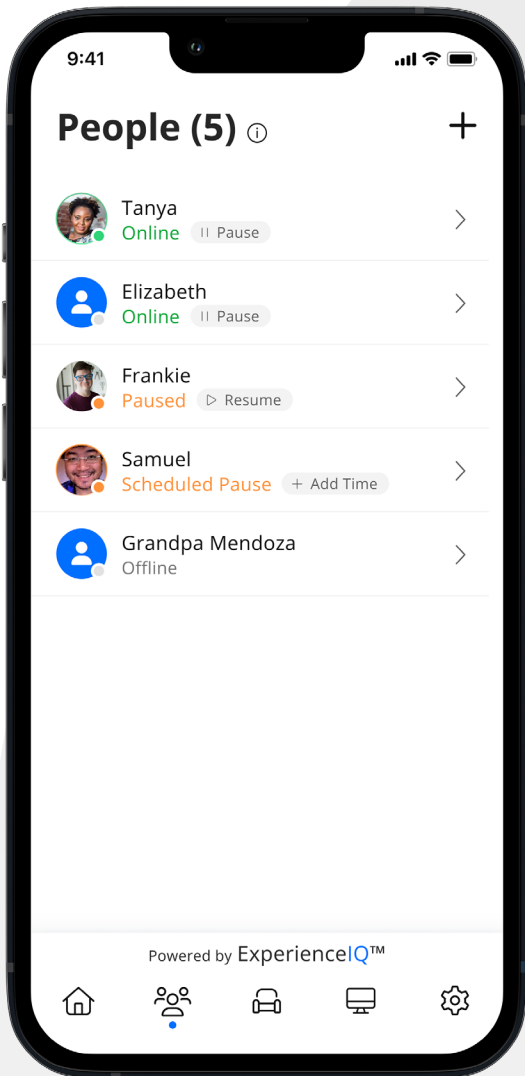 9:41
People (5)
Tanya
Online Pause
Elizabeth
Online Pause
Frankie
Paused Resume
Samuel
Scheduled Pause + Add Time
Grandpa Mendoza
Offline
Powered by ExperienceIQ™